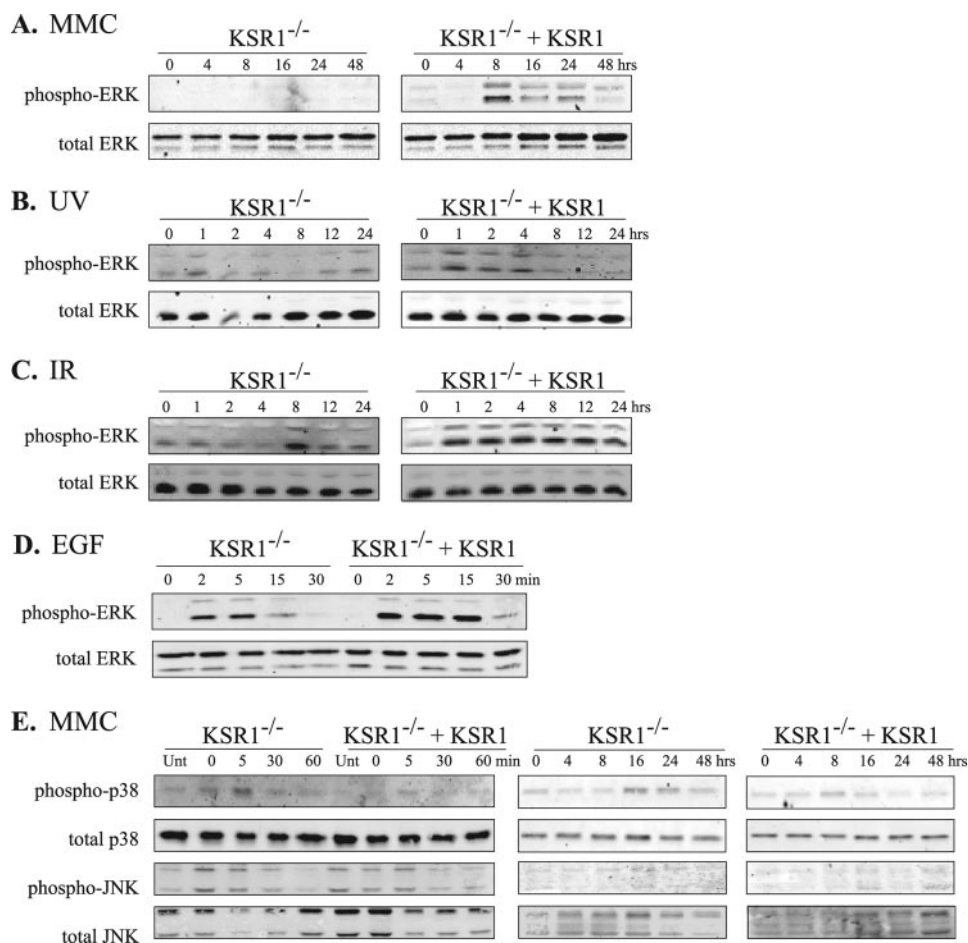 A. MMC
KSR1-/- KSR1-/- + KSR1
0 4 8 16 24 48 0 4 8 16 24 48 hrs
phospho-ERK
total ERK
B. UV
KSR1-/- KSR1-/- + KSR1
0 1 2 4 8 12 24 0 1 2 4 8 12 24 hrs
phospho-ERK
total ERK
C. IR
KSR1-/- KSR1-/- + KSR1
0 1 2 4 8 12 24 0 1 2 4 8 12 24 hrs
phospho-ERK
total ERK
D. EGF
KSR1-/- KSR1-/- + KSR1
0 2 5 15 30 0 2 5 15 30 min
phospho-ERK
total ERK
E. MMC
KSR1-/- KSR1-/- + KSR1 KSR1-/- KSR1-/- + KSR1
Unt 0 5 30 60 Unt 0 5 30 60 min 0 4 8 16 24 48 hrs 0 4 8 16 24 48 hrs
phospho-p38
total p38
phospho-JNK
total JNK